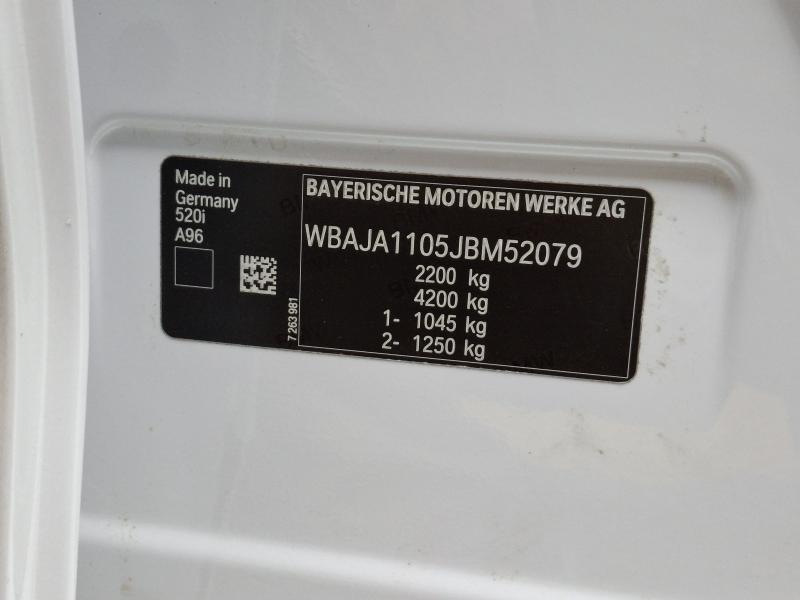 Made in
Germany
520i
A96
7 263 981
BAYERISCHE MOTOREN WERKE AG
WBAJA1105JBM52079
2200 kg
4200 kg
1- 1045 kg
2- 1250 kg